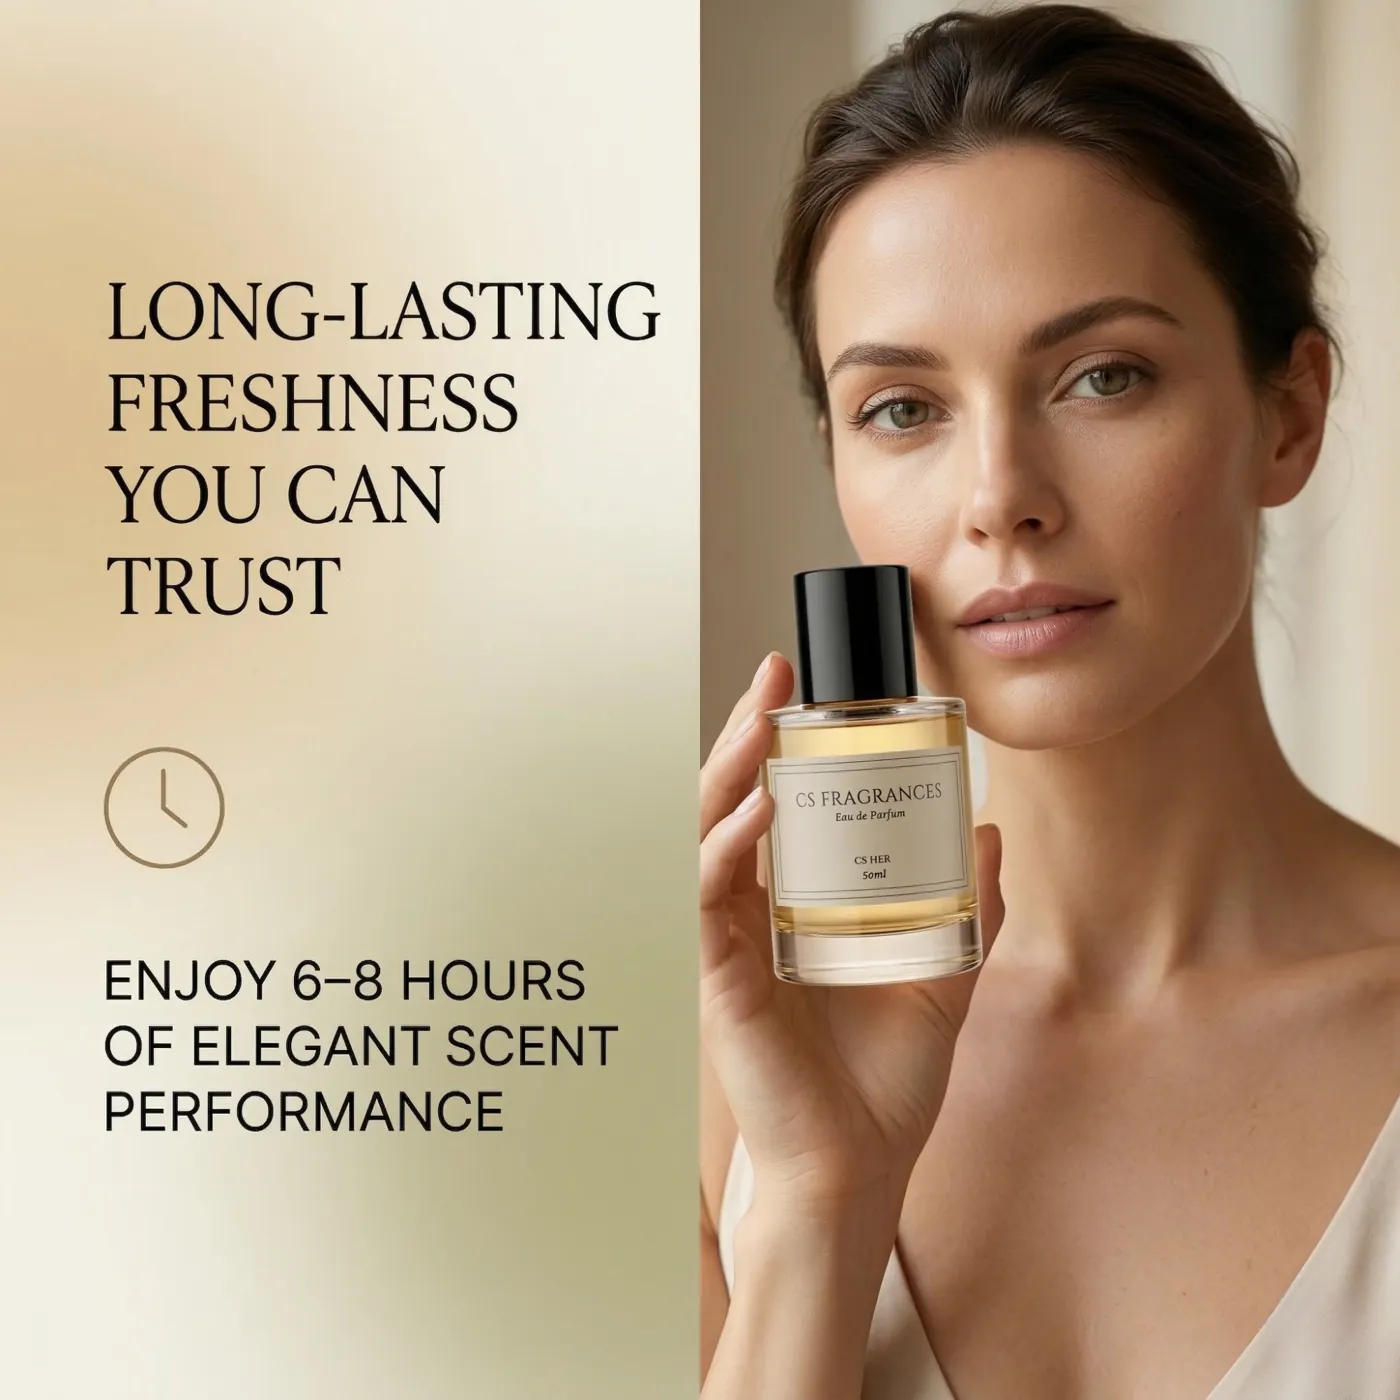 LONG-LASTING
FRESHNESS
YOU CAN
TRUST
ENJOY 6–8 HOURS
OF ELEGANT SCENT
PERFORMANCE
CS FRAGRANCES
Eau de Parfum
CS HER
50ml